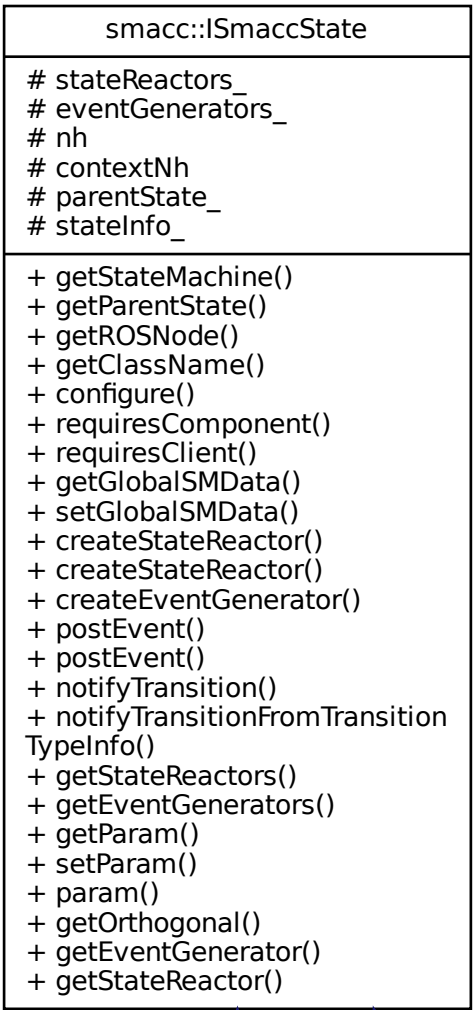 smacc::ISmaccState
# stateReactors_
# eventGenerators_
# nh
# contextNh
# parentState_
# stateInfo_
+ getStateMachine()
+ getParentState()
+ getROSNode()
+ getClassName()
+ configure()
+ requiresComponent()
+ requiresClient()
+ getGlobalSMData()
+ setGlobalSMData()
+ createStateReactor()
+ createStateReactor()
+ createEventGenerator()
+ postEvent()
+ postEvent()
+ notifyTransition()
+ notifyTransitionFromTransition
TypeInfo()
+ getStateReactors()
+ getEventGenerators()
+ getParam()
+ setParam()
+ param()
+ getOrthogonal()
+ getEventGenerator()
+ getStateReactor()